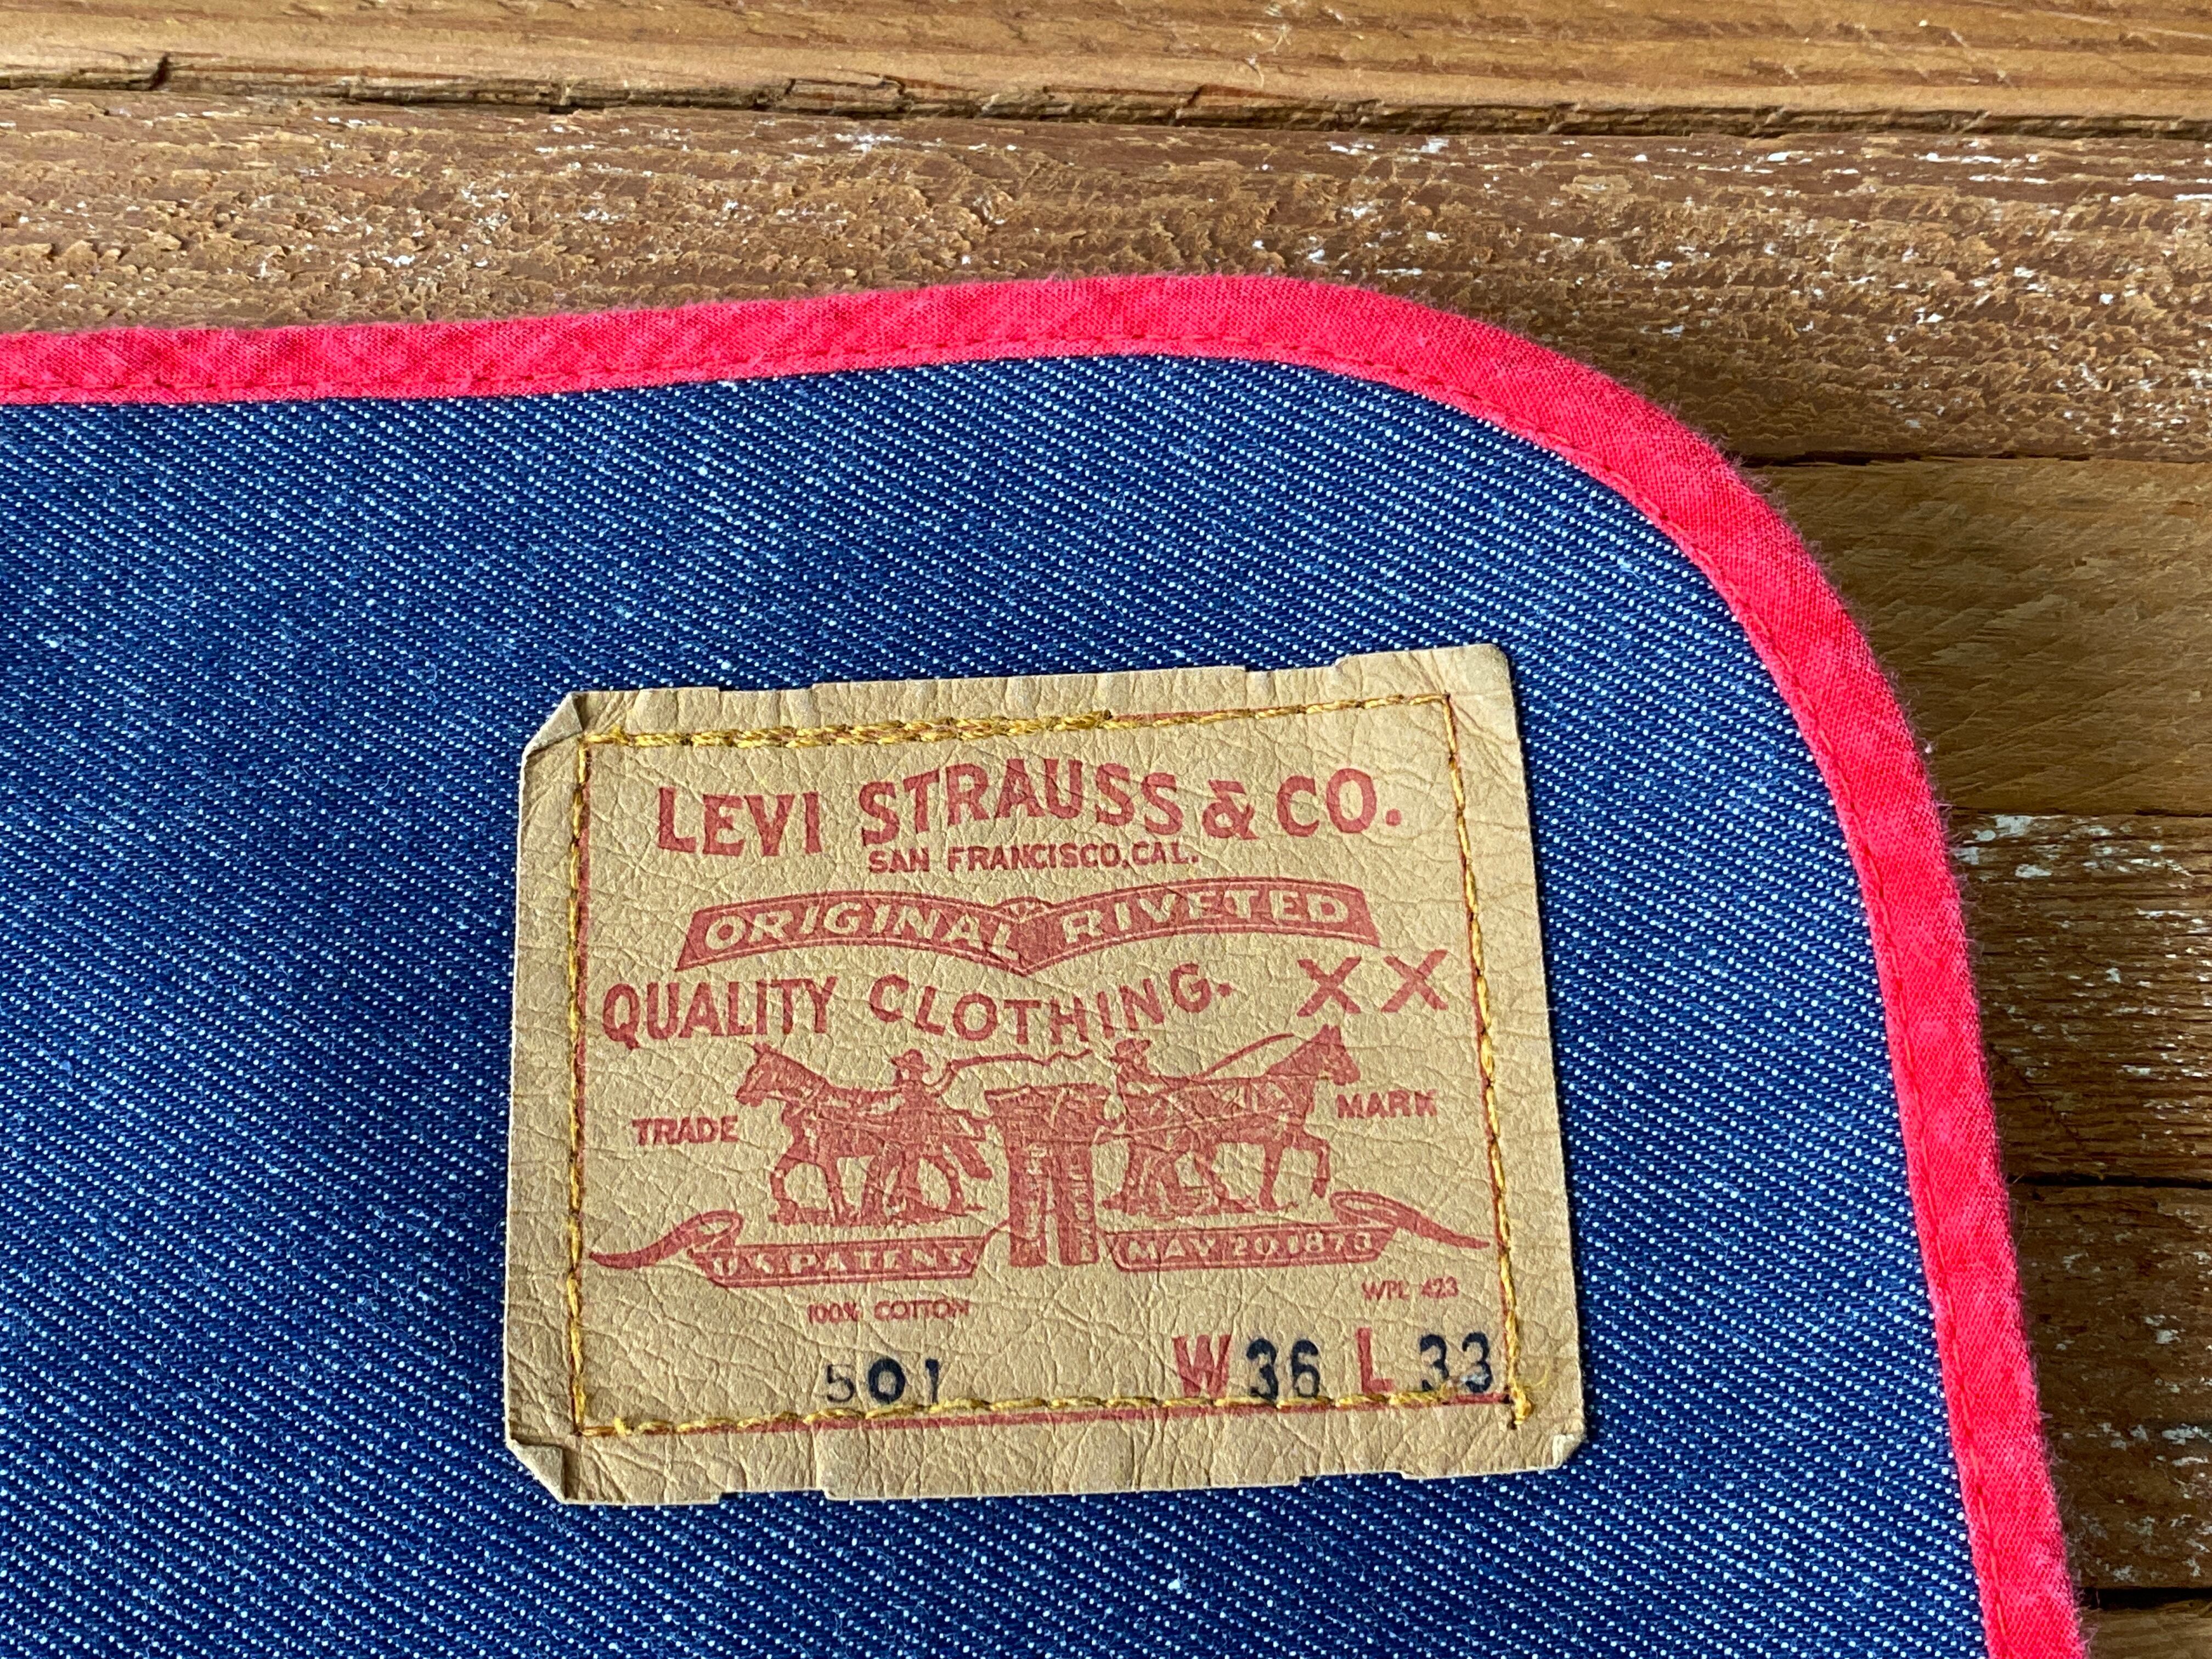 LEVI STRAUSS & CO.
SAN FRANCISCO, CAL.
ORIGINAL RIVETED
QUALITY CLOTHING. XX
TRADE MARK
U.S. PATENT MAY 20, 1873
WPL 423
100% COTTON
501 W 36 L 33